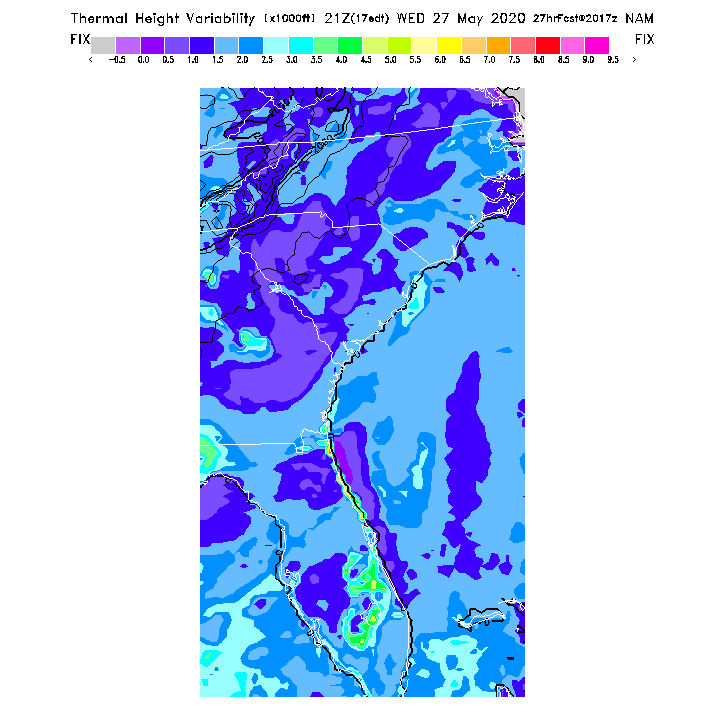 Thermal Height Variability [x1000ft] 21Z(17edt) WED 27 May 2020 27hrFcst@2017z NAM
FIX FIX
< -0.5 0.0 0.5 1.0 1.5 2.0 2.5 3.0 3.5 4.0 4.5 5.0 5.5 6.0 6.5 7.0 7.5 8.0 8.5 9.0 9.5 >